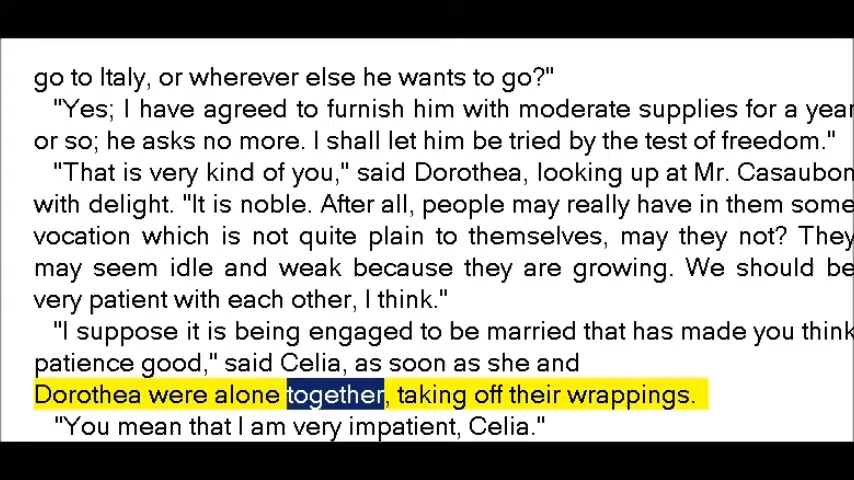 go to Italy, or wherever else he wants to go?"
"Yes; I have agreed to furnish him with moderate supplies for a year
or so; he asks no more. I shall let him be tried by the test of freedom."
"That is very kind of you," said Dorothea, looking up at Mr. Casaubon
with delight. "It is noble. After all, people may really have in them some
vocation which is not quite plain to themselves, may they not? They
may seem idle and weak because they are growing. We should be
very patient with each other, I think."
"I suppose it is being engaged to be married that has made you think
patience good," said Celia, as soon as she and
Dorothea were alone together, taking off their wrappings.
"You mean that I am very impatient, Celia."